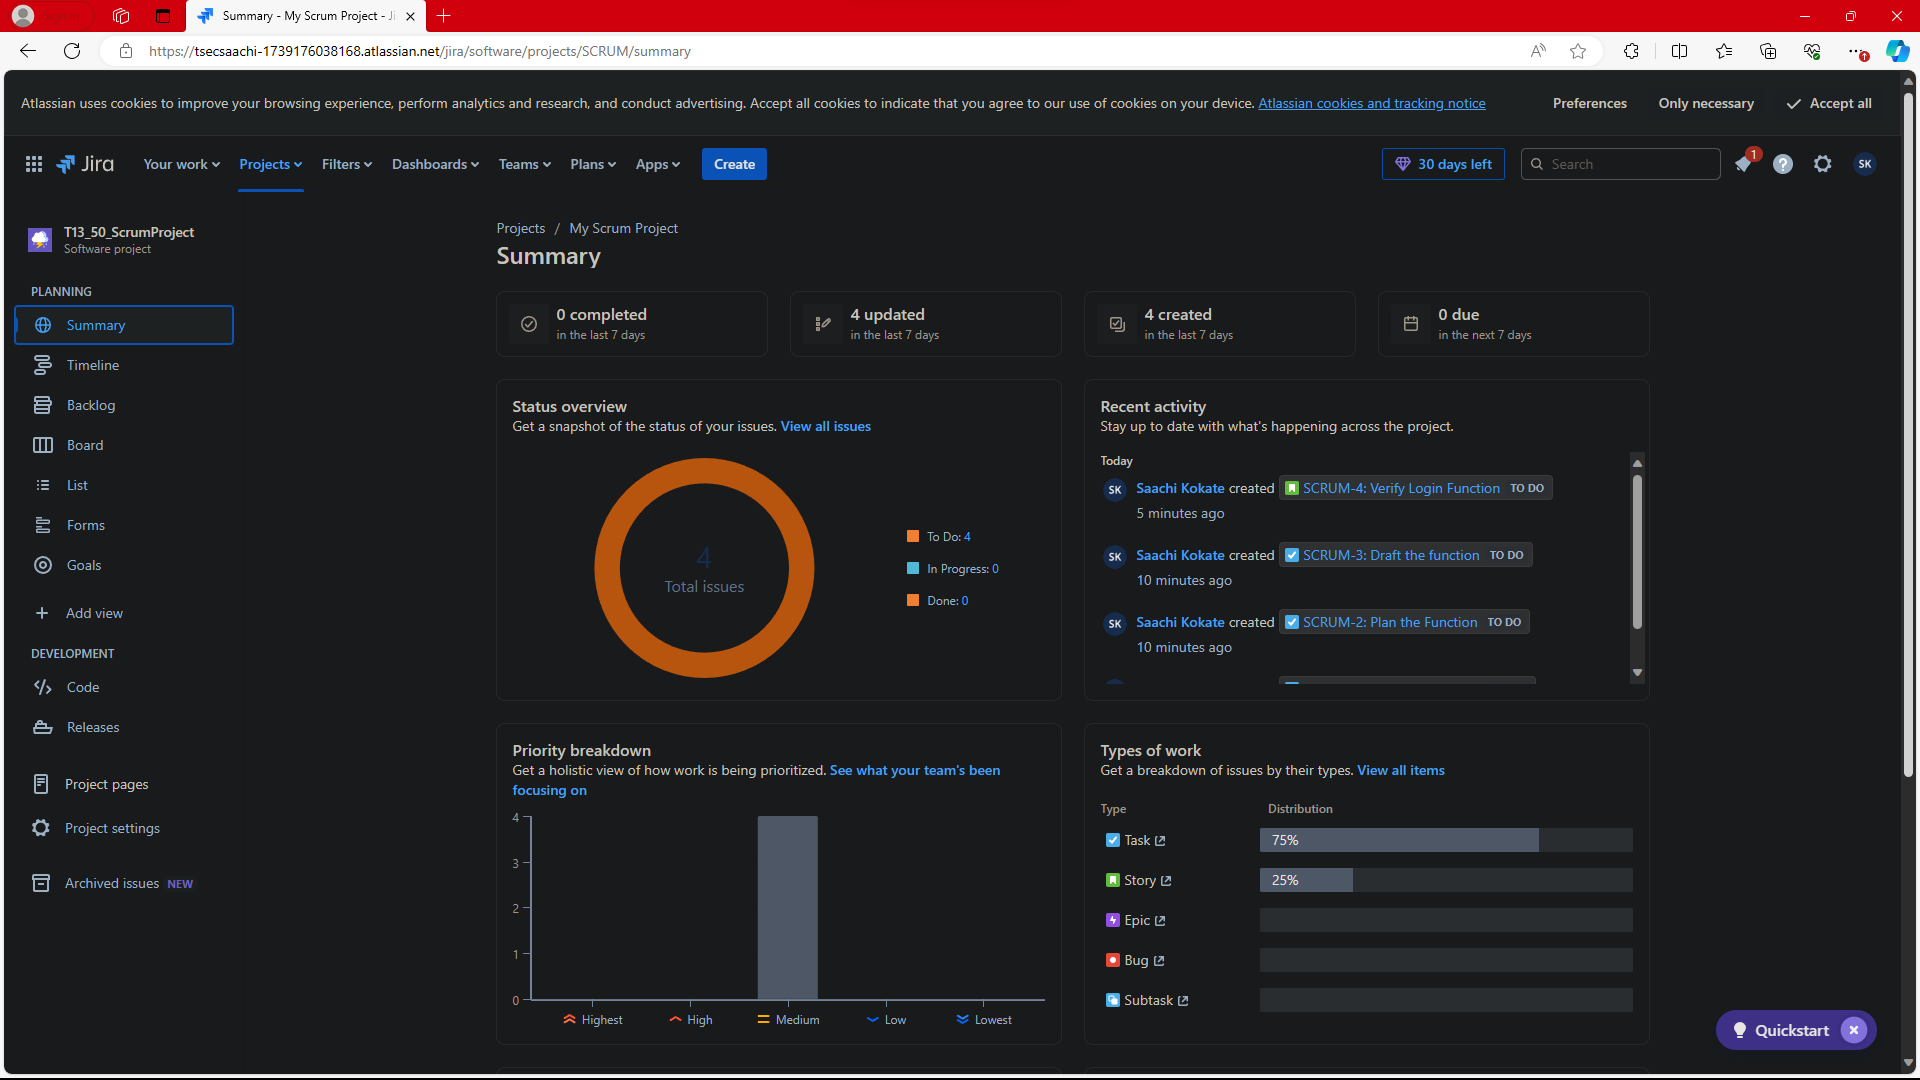 Summary - My Scrum Project - Ji
https://tsecsaachi-1739176038168.atlassian.net/jira/software/projects/SCRUM/summary
Atlassian uses cookies to improve your browsing experience, perform analytics and research, and conduct advertising. Accept all cookies to indicate that you agree to our use of cookies on your device. Atlassian cookies and tracking notice
Preferences
Only necessary
Accept all
Jira
Your work
Projects
Filters
Dashboards
Teams
Plans
Apps
Create
30 days left
Search
1
SK
T13_50_ScrumProject
Software project
PLANNING
Summary
Timeline
Backlog
Board
List
Forms
Goals
Add view
DEVELOPMENT
Code
Releases
Project pages
Project settings
Archived issues NEW
Projects / My Scrum Project
Summary
0 completed
in the last 7 days
4 updated
in the last 7 days
4 created
in the last 7 days
0 due
in the next 7 days
Status overview
Get a snapshot of the status of your issues. View all issues
4
Total issues
To Do: 4
In Progress: 0
Done: 0
Recent activity
Stay up to date with what's happening across the project.
Today
SK Saachi Kokate created SCRUM-4: Verify Login Function TO DO
5 minutes ago
SK Saachi Kokate created SCRUM-3: Draft the function TO DO
10 minutes ago
SK Saachi Kokate created SCRUM-2: Plan the Function TO DO
10 minutes ago
Priority breakdown
Get a holistic view of how work is being prioritized. See what your team's been
focusing on
4
3
2
1
0
Highest
High
Medium
Low
Lowest
Types of work
Get a breakdown of issues by their types. View all items
Type Distribution
Task 75%
Story 25%
Epic
Bug
Subtask
Quickstart